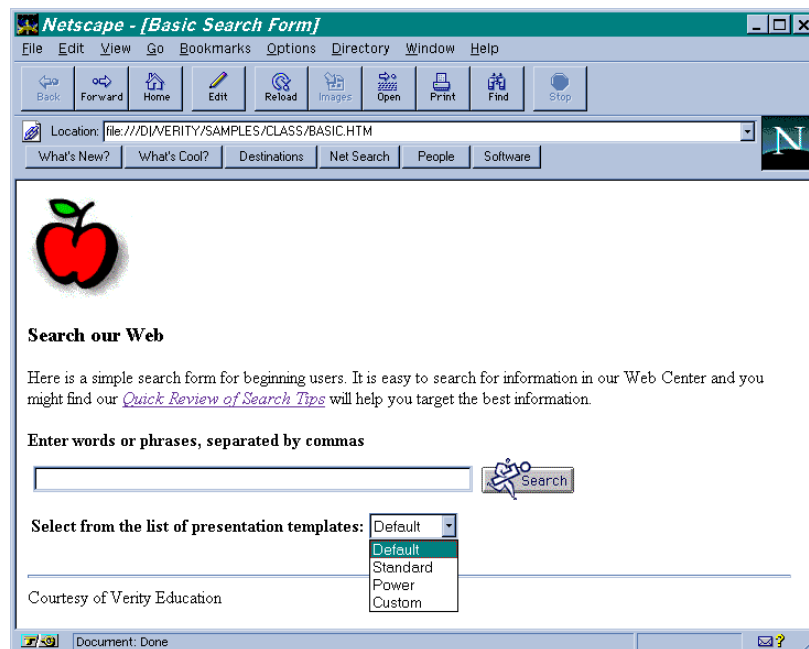 Netscape - [Basic Search Form]
File Edit View Go Bookmarks Options Directory Window Help
Back Forward Home Edit Reload Images Open Print Find Stop
Location: file:///D|/VERITY/SAMPLES/CLASS/BASIC.HTM
N
What's New? What's Cool? Destinations Net Search People Software
Search our Web
Here is a simple search form for beginning users. It is easy to search for information in our Web Center and you
might find our Quick Review of Search Tips will help you target the best information.
Enter words or phrases, separated by commas
Search
Select from the list of presentation templates: Default
Default
Standard
Power
Custom
Courtesy of Verity Education
Document: Done
?